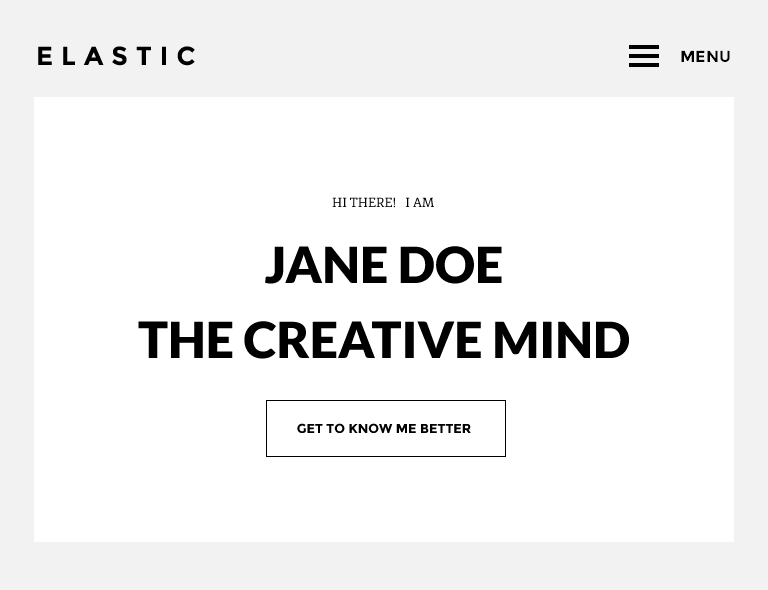 ELASTIC
MENU
HI THERE! I AM
JANE DOE
THE CREATIVE MIND
GET TO KNOW ME BETTER